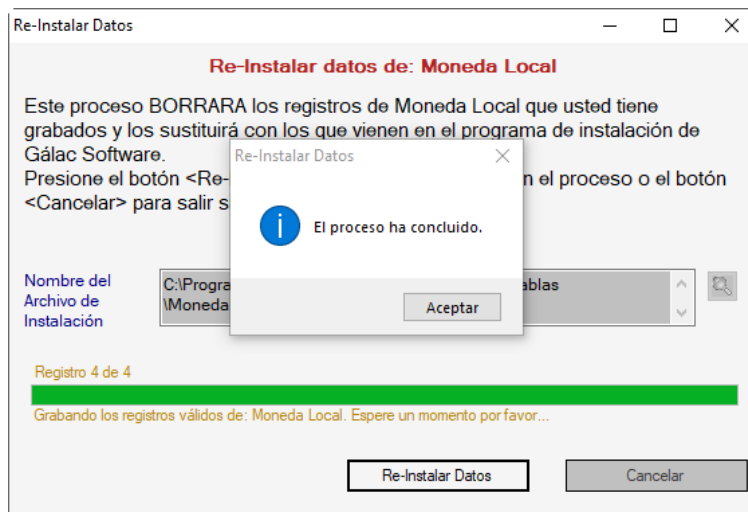 Re-Instalar Datos
Re-Instalar datos de: Moneda Local
Este proceso BORRARA los registros de Moneda Local que usted tiene
grabados y los sustituirá con los que vienen en el programa de instalación de
Gálac Software.
Presione el botón <Re- n el proceso o el botón
<Cancelar> para salir s
Re-Instalar Datos
El proceso ha concluido.
Aceptar
Nombre del
Archivo de
Instalación
C:\Progra ablas
\Moneda
Registro 4 de 4
Grabando los registros válidos de: Moneda Local. Espere un momento por favor...
Re-Instalar Datos
Cancelar